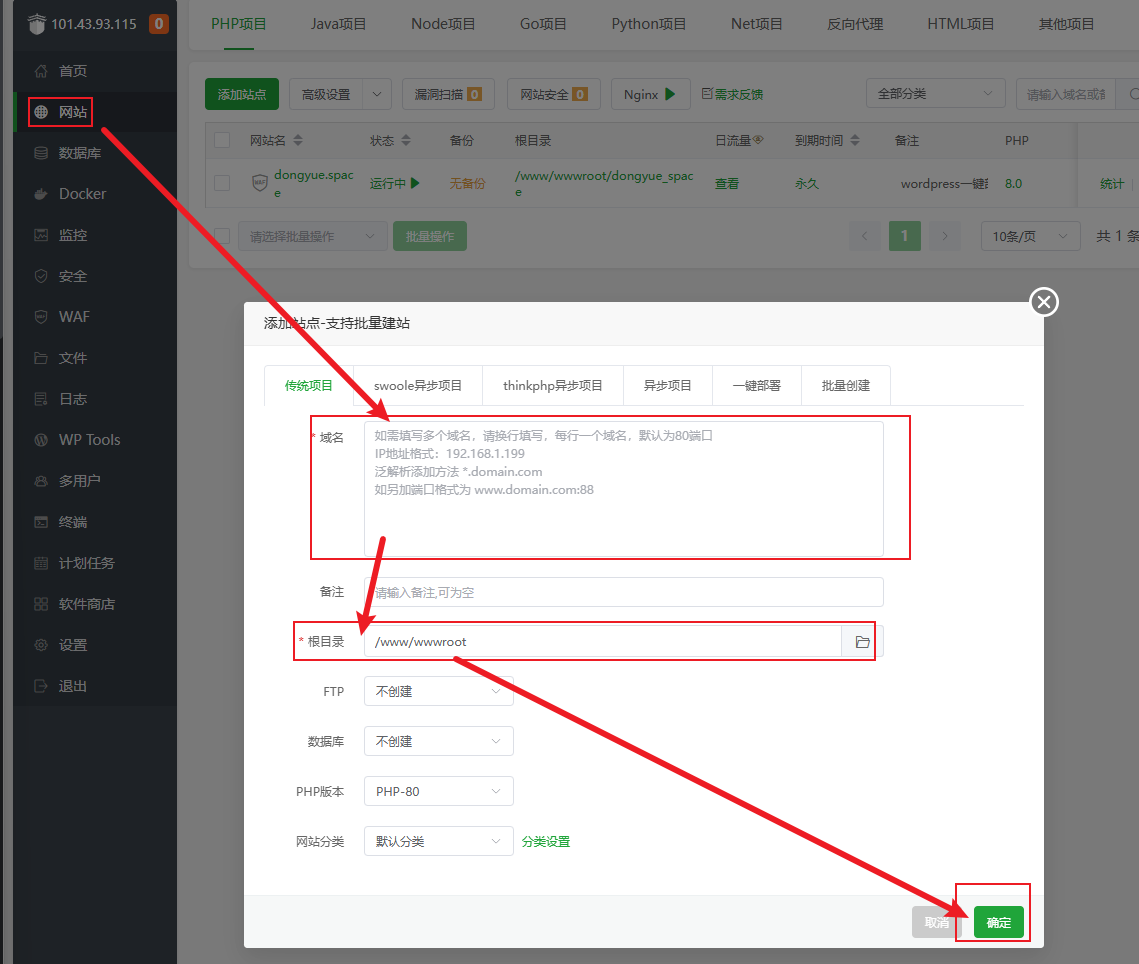 101.43.93.115 0
首页
网站
数据库
Docker
监控
安全
WAF
文件
日志
WP Tools
多用户
终端
计划任务
软件商店
设置
退出
PHP项目 Java项目 Node项目 Go项目 Python项目 Net项目 反向代理 HTML项目 其他项目
添加站点 高级设置 漏洞扫描 0 网站安全 0 Nginx 需求反馈 全部分类 请输入域名或备
网站名 状态 备份 根目录 日流量 到期时间 备注 PHP
WAF dongyue.spac 运行中 无备份 /www/wwwroot/dongyue_spac 查看 永久 wordpress一键 8.0 统计
e e
请选择批量操作 批量操作 1 10条/页 共 1 条
添加站点-支持批量建站
传统项目 swoole异步项目 thinkphp异步项目 异步项目 一键部署 批量创建
* 域名 如需填写多个域名，请换行填写，每行一个域名，默认为80端口
IP地址格式：192.168.1.199
泛解析添加方法 *.domain.com
如另加端口格式为 www.domain.com:88
备注 请输入备注,可为空
* 根目录 /www/wwwroot
FTP 不创建
数据库 不创建
PHP版本 PHP-80
网站分类 默认分类 分类设置
取消 确定